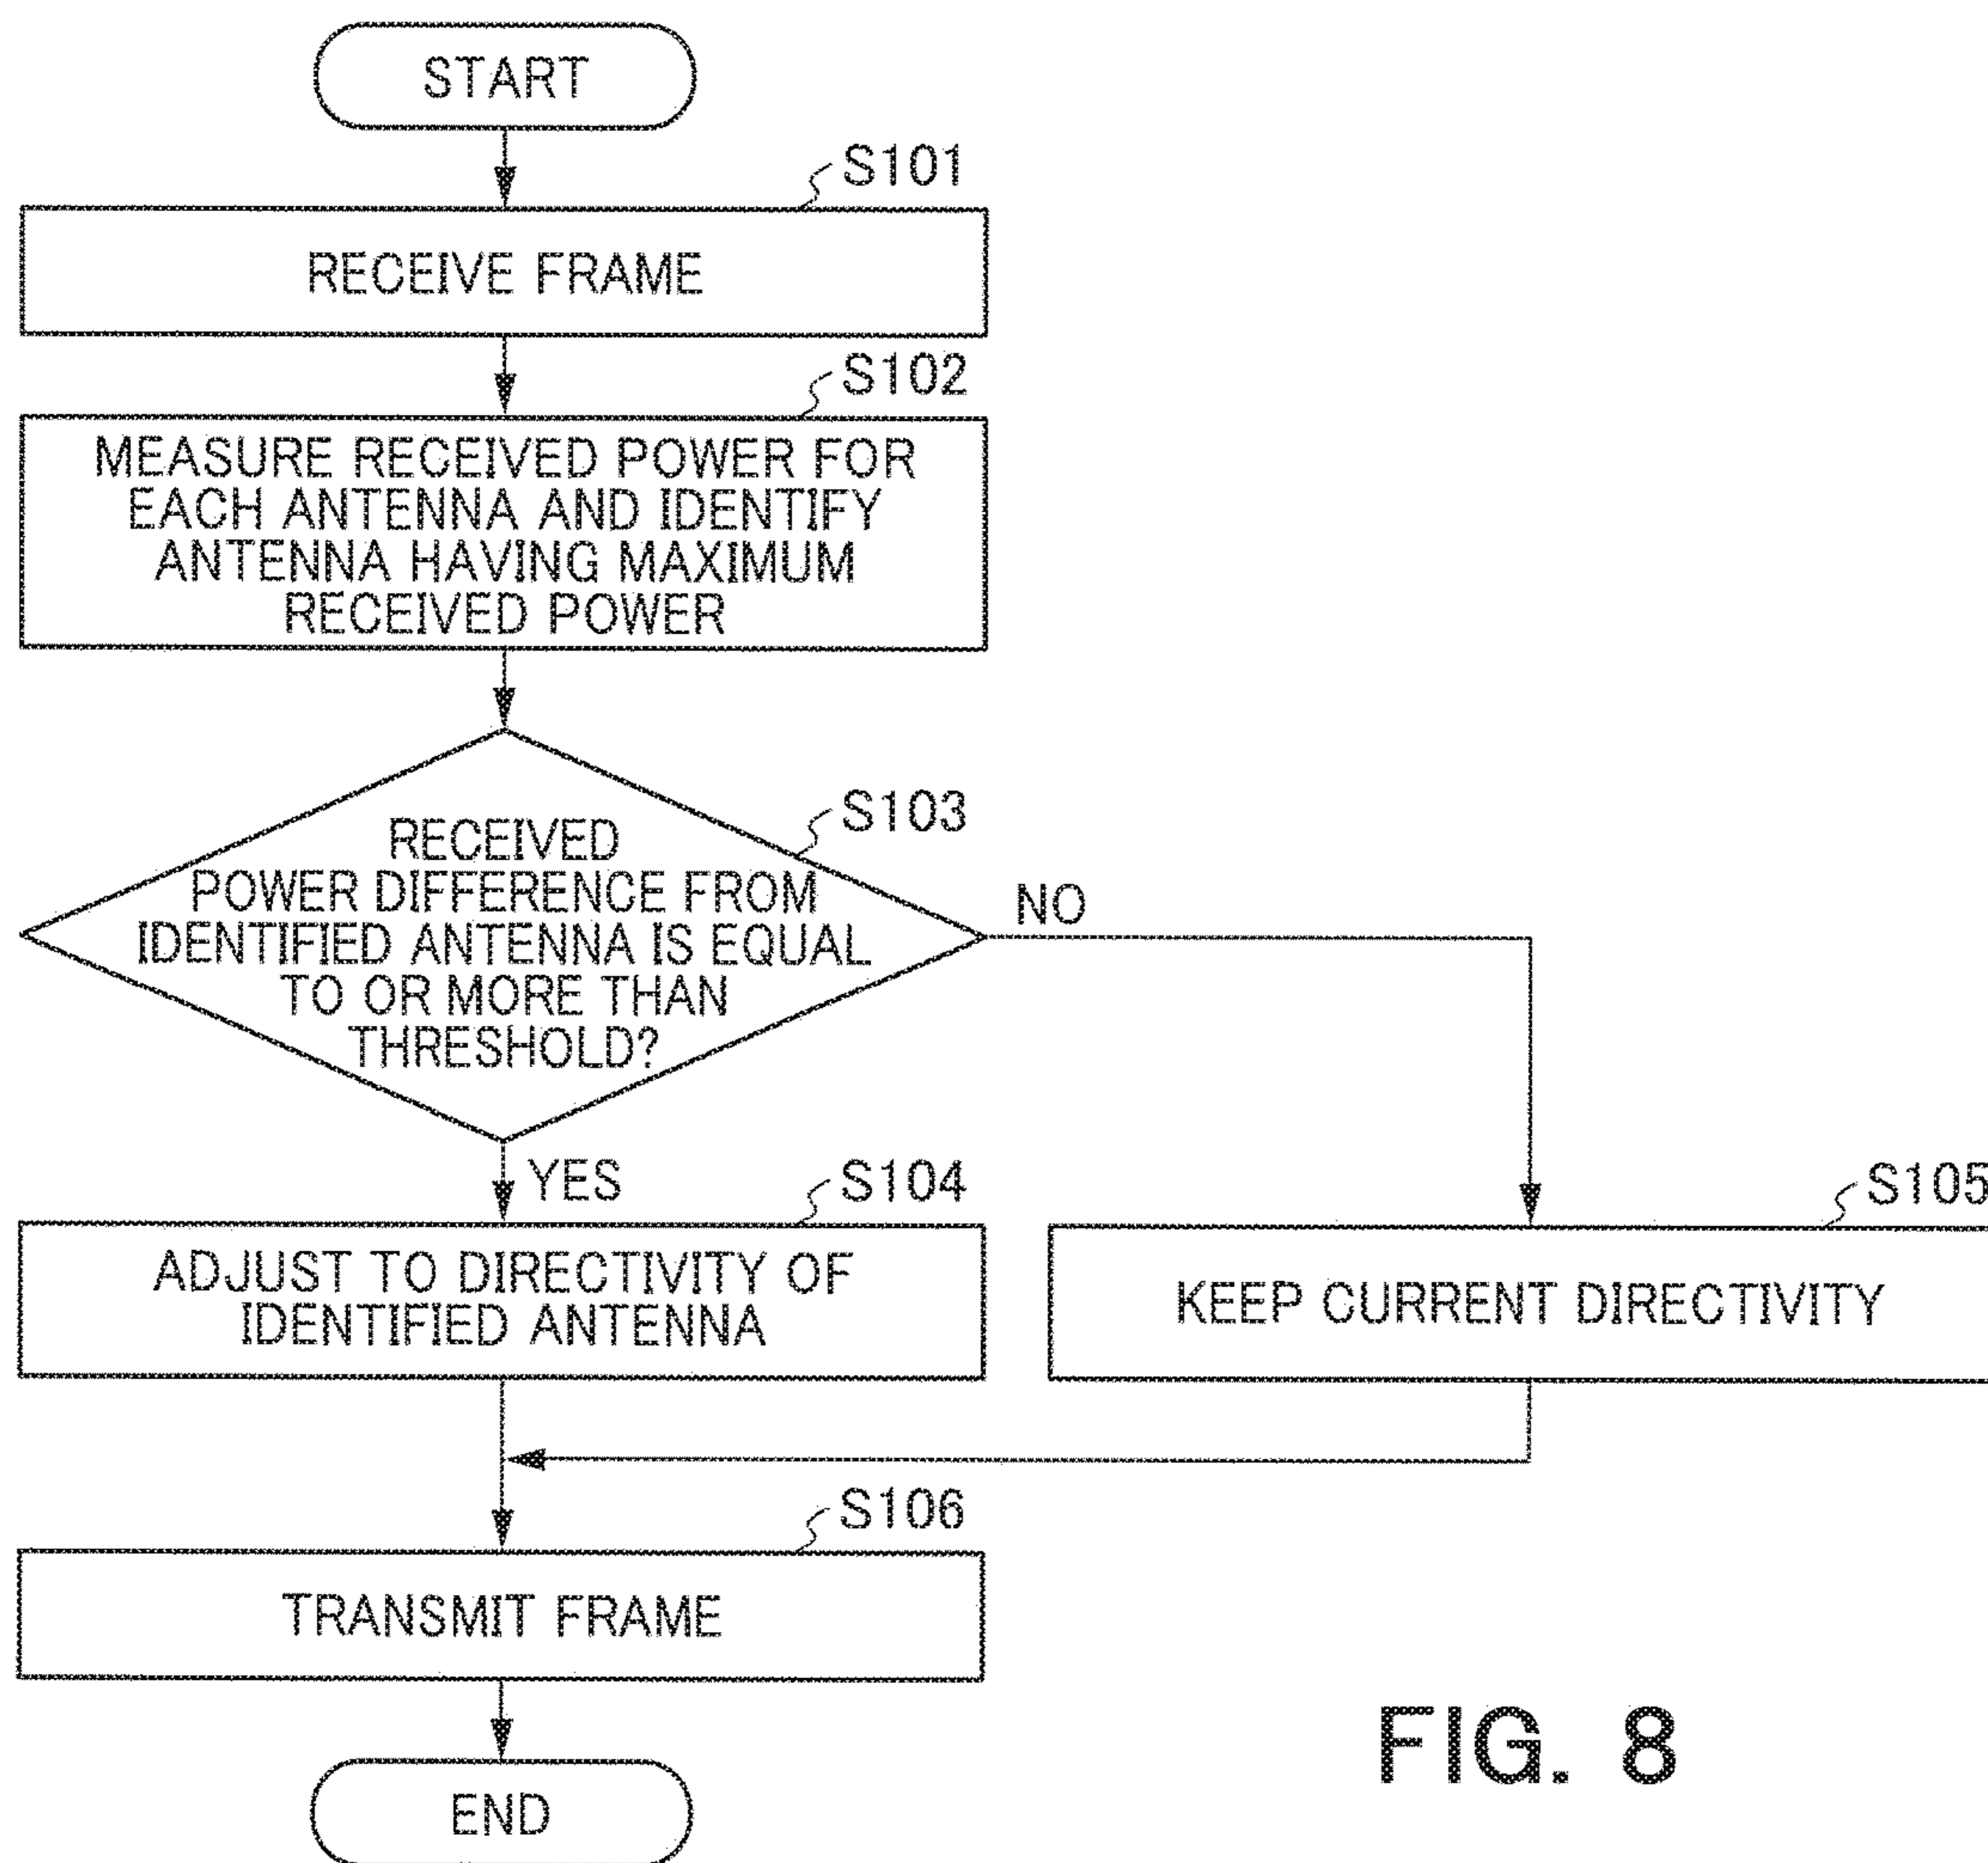 START
S101
RECEIVE FRAME
S102
MEASURE RECEIVED POWER FOR
EACH ANTENNA AND IDENTIFY
ANTENNA HAVING MAXIMUM
RECEIVED POWER
S103
RECEIVED
POWER DIFFERENCE FROM
IDENTIFIED ANTENNA IS EQUAL
TO OR MORE THAN
THRESHOLD?
NO
YES
S104
ADJUST TO DIRECTIVITY OF
IDENTIFIED ANTENNA
S105
KEEP CURRENT DIRECTIVITY
S106
TRANSMIT FRAME
END
FIG. 8